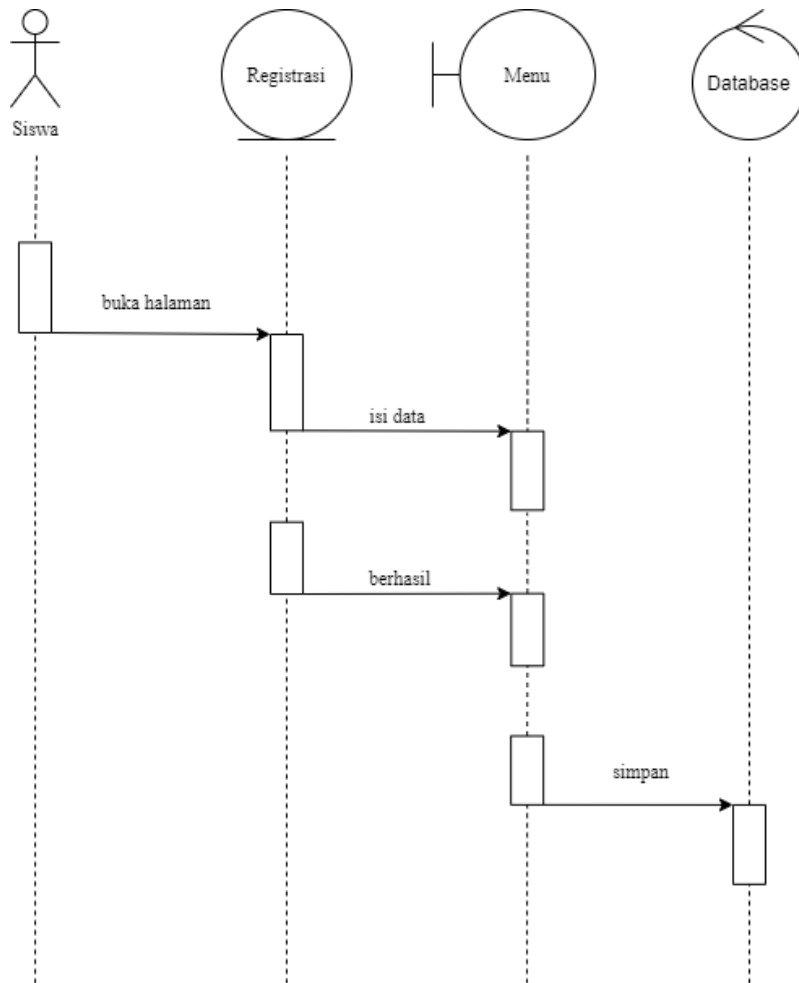 Siswa
Registrasi
Menu
Database
buka halaman
isi data
berhasil
simpan